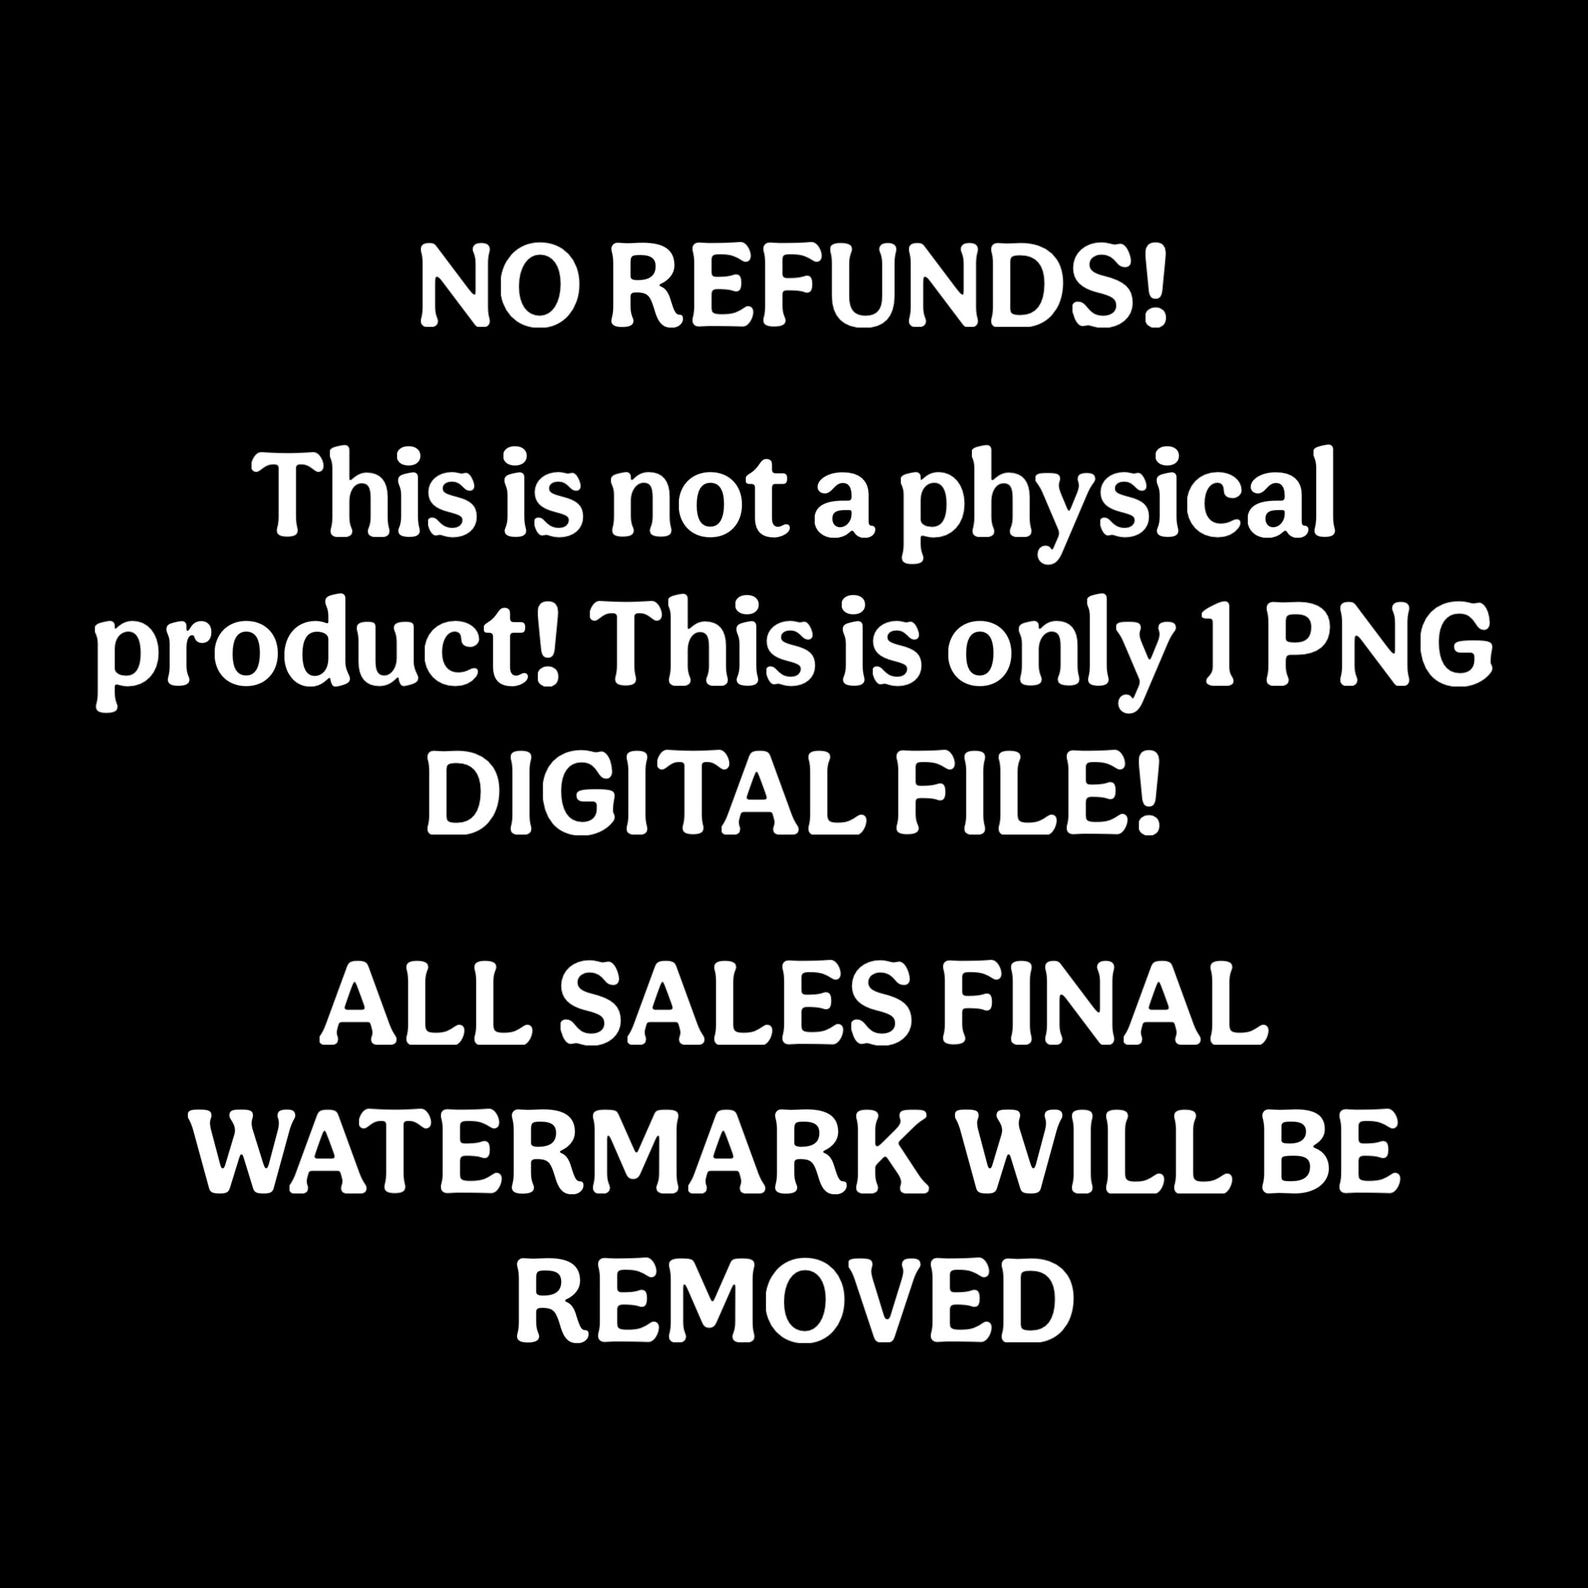 NO REFUNDS!
This is not a physical
product! This is only 1 PNG
DIGITAL FILE!
ALL SALES FINAL
WATERMARK WILL BE
REMOVED